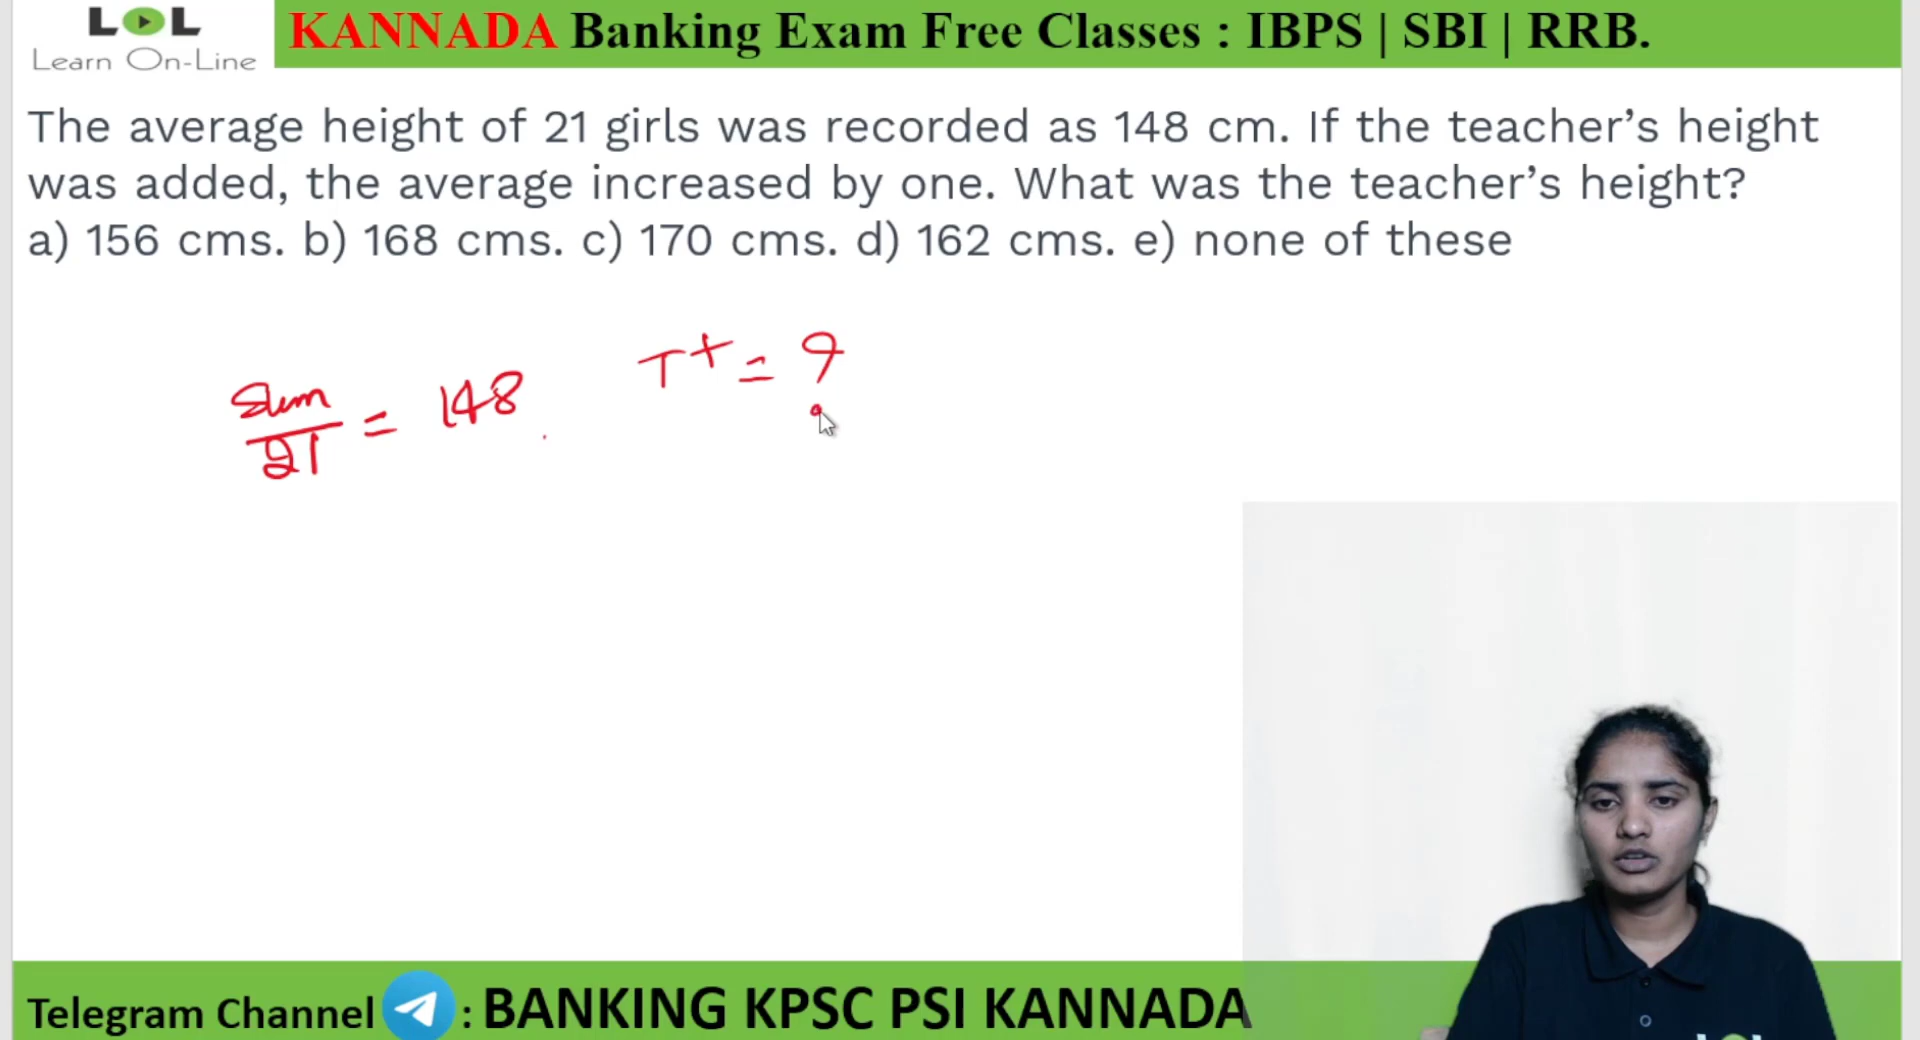 LOL
Learn On-Line
KANNADA Banking Exam Free Classes : IBPS | SBI | RRB.
The average height of 21 girls was recorded as 148 cm. If the teacher’s height
was added, the average increased by one. What was the teacher’s height?
a) 156 cms. b) 168 cms. c) 170 cms. d) 162 cms. e) none of these
Sum
21
= 148
T+ = ?
Telegram Channel : BANKING KPSC PSI KANNADA